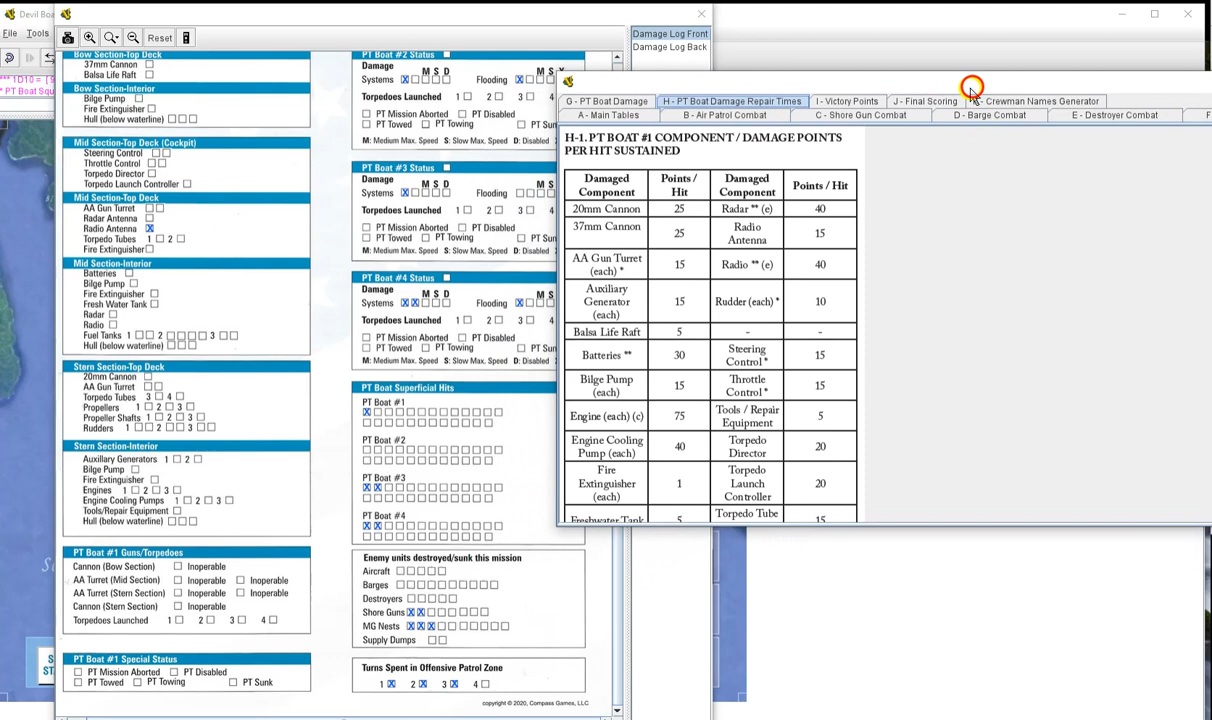 Devil Boa
File Tools
Reset
*** 1D10 = [9
* PT Boat Squ
Damage Log Front
Damage Log Back
Bow Section-Top Deck
37mm Cannon
Balsa Life Raft
Bow Section-Interior
Bilge Pump
Fire Extinguisher
Hull (below waterline)
Mid Section-Top Deck (Cockpit)
Steering Control
Throttle Control
Torpedo Director
Torpedo Launch Controller
Mid Section-Top Deck
AA Gun Turret
Radar Antenna
Radio Antenna X
Torpedo Tubes 1 2
Fire Extinguisher
Mid Section-Interior
Batteries
Bilge Pump
Fire Extinguisher
Fresh Water Tank
Radar
Radio
Fuel Tanks 1 2 3
Hull (below waterline)
Stern Section-Top Deck
20mm Cannon
AA Gun Turret
Torpedo Tubes 3 4
Propellers 1 2 3
Propeller Shafts 1 2 3
Rudders 1 2 3
Stern Section-Interior
Auxillary Generators 1 2
Bilge Pump
Fire Extinguisher
Engines 1 2 3
Engine Cooling Pumps 1 2 3
Tools/Repair Equipment
Hull (below waterline)
PT Boat #1 Guns/Torpedoes
Cannon (Bow Section) Inoperable
AA Turret (Mid Section) Inoperable Inoperable
AA Turret (Stern Section) Inoperable Inoperable
Cannon (Stern Section) Inoperable
Torpedoes Launched 1 2 3 4
PT Boat #1 Special Status
PT Mission Aborted PT Disabled
PT Towed PT Towing PT Sunk
PT Boat #2 Status
Damage M S D M S
Systems X Flooding X
Torpedoes Launched 1 2 3 4
PT Mission Aborted PT Disabled
PT Towed PT Towing PT Sun
M: Medium Max. Speed S: Slow Max. Speed D: Disabled
PT Boat #3 Status
Damage M S D M S
Systems X Flooding
Torpedoes Launched 1 2 3 4
PT Mission Aborted PT Disabled
PT Towed PT Towing PT Sun
M: Medium Max. Speed S: Slow Max. Speed D: Disabled
PT Boat #4 Status
Damage M S D M S
Systems X X Flooding X
Torpedoes Launched 1 2 3 4
PT Mission Aborted PT Disabled
PT Towed PT Towing PT Sun
M: Medium Max. Speed S: Slow Max. Speed D: Disabled
PT Boat Superficial Hits
PT Boat #1
X
PT Boat #2
PT Boat #3
X X
PT Boat #4
X X
Enemy units destroyed/sunk this mission
Aircraft
Barges
Destroyers
Shore Guns X X
MG Nests X X X
Supply Dumps
Turns Spent in Offensive Patrol Zone
1 X 2 X 3 X 4
copyright © 2020, Compass Games, LLC
G - PT Boat Damage H - PT Boat Damage Repair Times I - Victory Points J - Final Scoring - Crewman Names Generator
A - Main Tables B - Air Patrol Combat C - Shore Gun Combat D - Barge Combat E - Destroyer Combat F
H-1. PT BOAT #1 COMPONENT / DAMAGE POINTS
PER HIT SUSTAINED
Damaged Component Points / Hit Damaged Component Points / Hit
20mm Cannon 25 Radar ** (e) 40
37mm Cannon 25 Radio Antenna 15
AA Gun Turret (each) * 15 Radio ** (e) 40
Auxiliary Generator (each) 15 Rudder (each) * 10
Balsa Life Raft 5 - -
Batteries ** 30 Steering Control * 15
Bilge Pump (each) 15 Throttle Control * 15
Engine (each) (c) 75 Tools / Repair Equipment 5
Engine Cooling Pump (each) 40 Torpedo Director 20
Fire Extinguisher (each) 1 Torpedo Launch Controller 20
Freshwater Tank 5 Torpedo Tube 15
S
ST